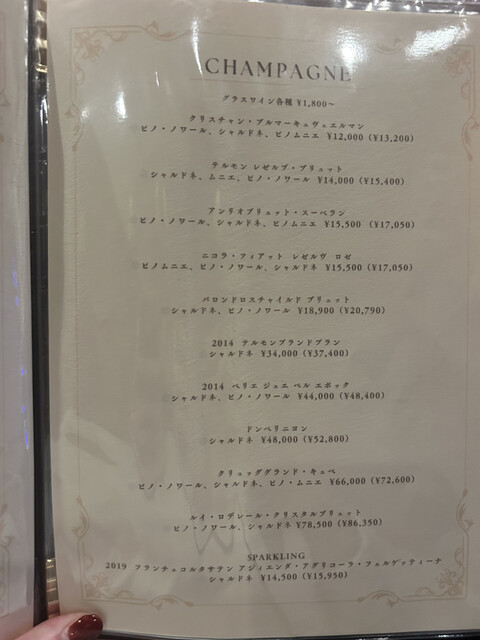 CHAMPAGNE
グラスワイン各種 ¥1,800～
クリスチャン・ブルマーキュヴェエルマン
ピノ・ノワール、シャルドネ、ピノムニエ ¥12,000 (¥13,200)
テルモン レゼルブ・ブリュット
シャルドネ、ムニエ、ピノ・ノワール ¥14,000 (¥15,400)
アンリオブリュット・スーベラン
ピノ・ノワール、シャルドネ、ピノムニエ ¥15,500 (¥17,050)
ニコラ・フィアット レゼルヴ ロゼ
ピノムニエ、ピノ・ノワール、シャルドネ ¥15,500 (¥17,050)
バロンドロスチャイルド ブリュット
シャルドネ、ピノ・ノワール ¥18,900 (¥20,790)
2014 テルモンブランドブラン
シャルドネ ¥34,000 (¥37,400)
2014 ペリエ ジュエ ベル エポック
シャルドネ、ピノ・ノワール ¥44,000 (¥48,400)
ドンペリニヨン
シャルドネ ¥48,000 (¥52,800)
クリュッググランド・キュベ
ピノ・ノワール、シャルドネ、ピノ・ムニエ ¥66,000 (¥72,600)
ルイ・ロデレール・クリスタルブリュット
ピノ・ノワール、シャルドネ ¥78,500 (¥86,350)
SPARKLING
2019 フランチェコルタサテン アジィエンダ・アグリコーラ・フェルゲッティーナ
シャルドネ ¥14,500 (¥15,950)